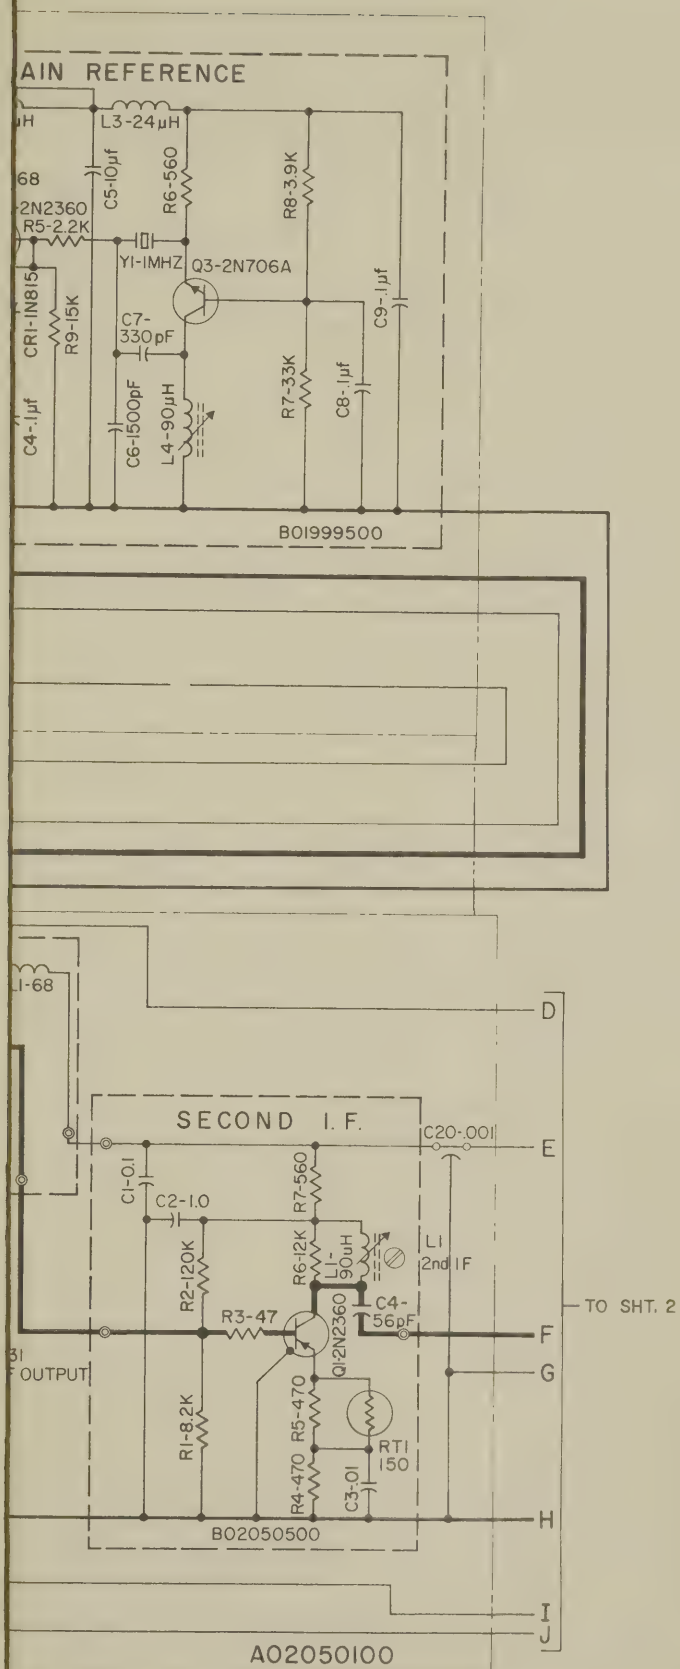 AIN REFERENCE
μH
L3-24μH
C5-10μf
R6-560
R8-3.9K
68
-2N2360
R5-2.2K
Y1-1MHZ
Q3-2N706A
CR1-1N815
R9-15K
C7-
330pF
C9-.1μf
C4-.1μf
C6-1500pF
L4-90μH
R7-33K
C8-.1μf
B01999500
L1-68
D
SECOND I.F.
C20-.001
E
C1-0.1
C2-1.0
R7-560
R2-120K
R6-12K
L1-
90uH
L1
2nd IF
R3-47
Q1-2N2360
C4-
56pF
TO SHT. 2
F
31
F OUTPUT
G
R1-8.2K
R5-470
RT1
150
R4-470
C3-.01
H
B02050500
I
J
A02050100